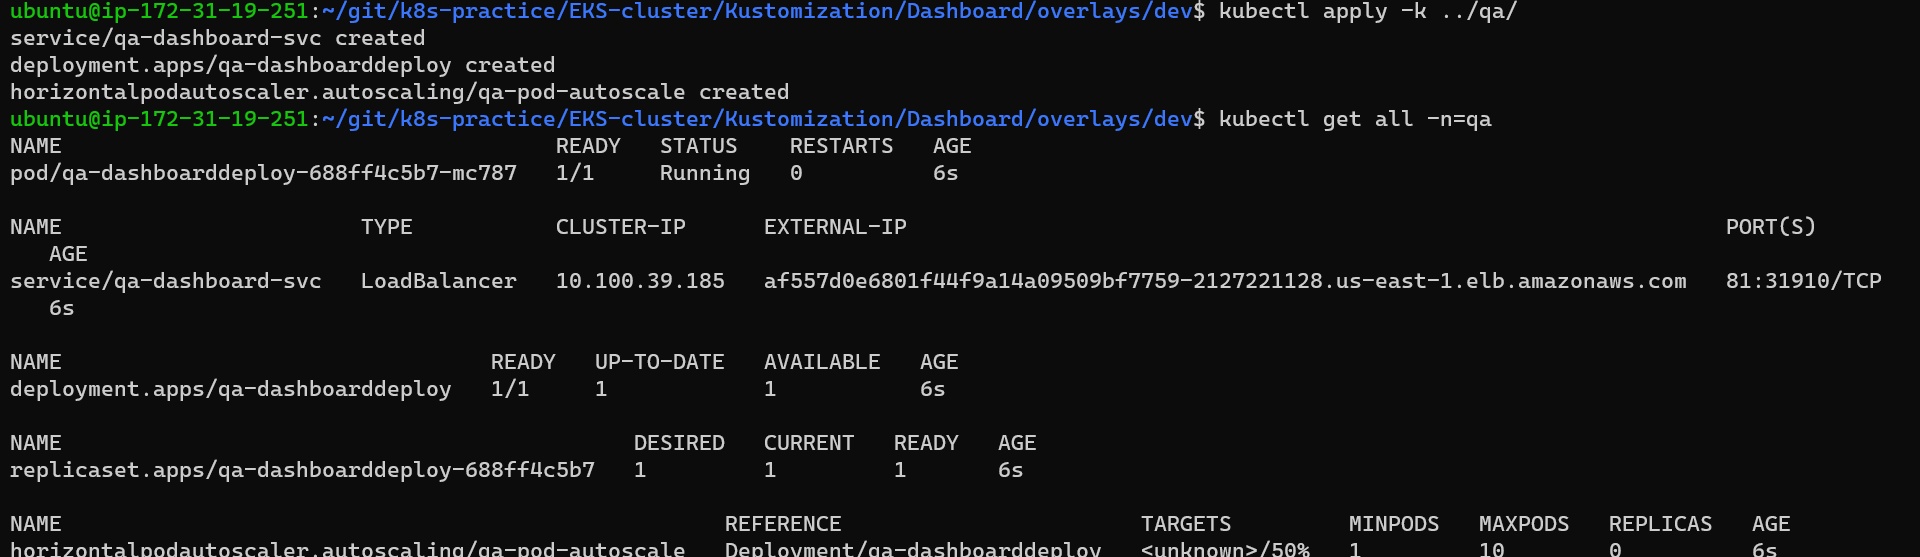 ubuntu@ip-172-31-19-251:~/git/k8s-practice/EKS-cluster/Kustomization/Dashboard/overlays/dev$ kubectl apply -k ../qa/
service/qa-dashboard-svc created
deployment.apps/qa-dashboarddeploy created
horizontalpodautoscaler.autoscaling/qa-pod-autoscale created
ubuntu@ip-172-31-19-251:~/git/k8s-practice/EKS-cluster/Kustomization/Dashboard/overlays/dev$ kubectl get all -n=qa
NAME                                      READY   STATUS    RESTARTS   AGE
pod/qa-dashboarddeploy-688ff4c5b7-mc787   1/1     Running   0          6s

NAME                       TYPE           CLUSTER-IP      EXTERNAL-IP                                                               PORT(S)
   AGE
service/qa-dashboard-svc   LoadBalancer   10.100.39.185   af557d0e6801f44f9a14a09509bf7759-2127221128.us-east-1.elb.amazonaws.com   81:31910/TCP
   6s

NAME                                 READY   UP-TO-DATE   AVAILABLE   AGE
deployment.apps/qa-dashboarddeploy   1/1     1            1           6s

NAME                                            DESIRED   CURRENT   READY   AGE
replicaset.apps/qa-dashboarddeploy-688ff4c5b7   1         1         1       6s

NAME                                                   REFERENCE                       TARGETS         MINPODS   MAXPODS   REPLICAS   AGE
horizontalpodautoscaler.autoscaling/qa-pod-autoscale   Deployment/qa-dashboarddeploy   <unknown>/50%   1         10        0          6s